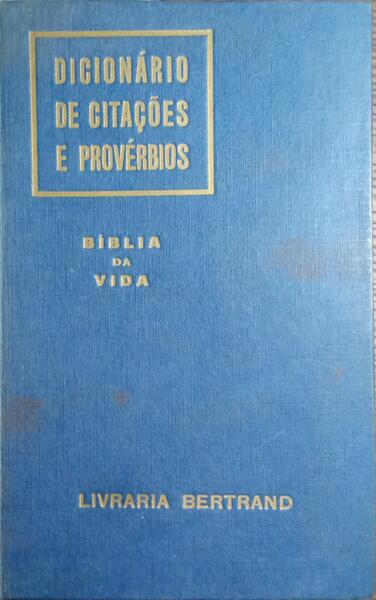 DICIONÁRIO
DE CITAÇÕES
E PROVÉRBIOS
BÍBLIA
DA
VIDA
LIVRARIA BERTRAND